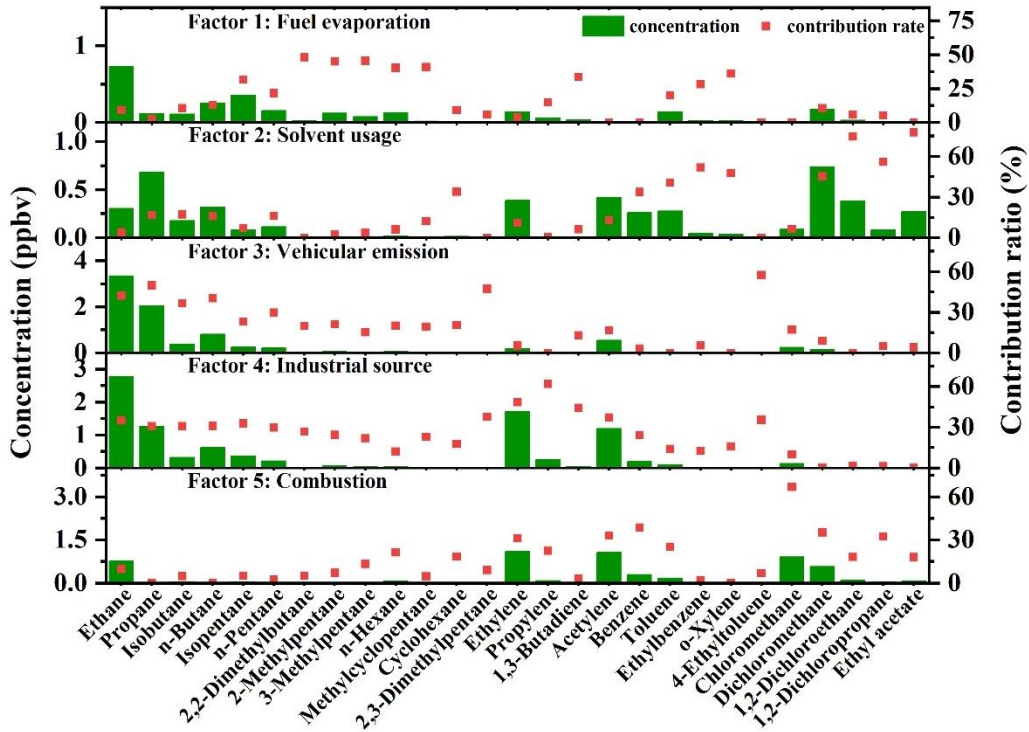 Factor 1: Fuel evaporation
concentration
contribution rate
1
0
75
50
25
0
Factor 2: Solvent usage
1.0
0.5
0.0
60
30
0
Factor 3: Vehicular emission
4
2
0
60
30
0
Factor 4: Industrial source
3
2
1
0
60
30
0
Factor 5: Combustion
3.0
1.5
0.0
60
30
0
Concentration (ppbv)
Contribution ratio (%)
Ethane
Propane
Isobutane
n-Butane
Isopentane
n-Pentane
2,2-Dimethylbutane
2-Methylpentane
3-Methylpentane
n-Hexane
Methylcyclopentane
Cyclohexane
2,3-Dimethylpentane
Ethylene
Propylene
1,3-Butadiene
Acetylene
Benzene
Toluene
Ethylbenzene
o-Xylene
4-Ethyltoluene
Chloromethane
Dichloromethane
1,2-Dichloroethane
1,2-Dichloropropane
Ethyl acetate